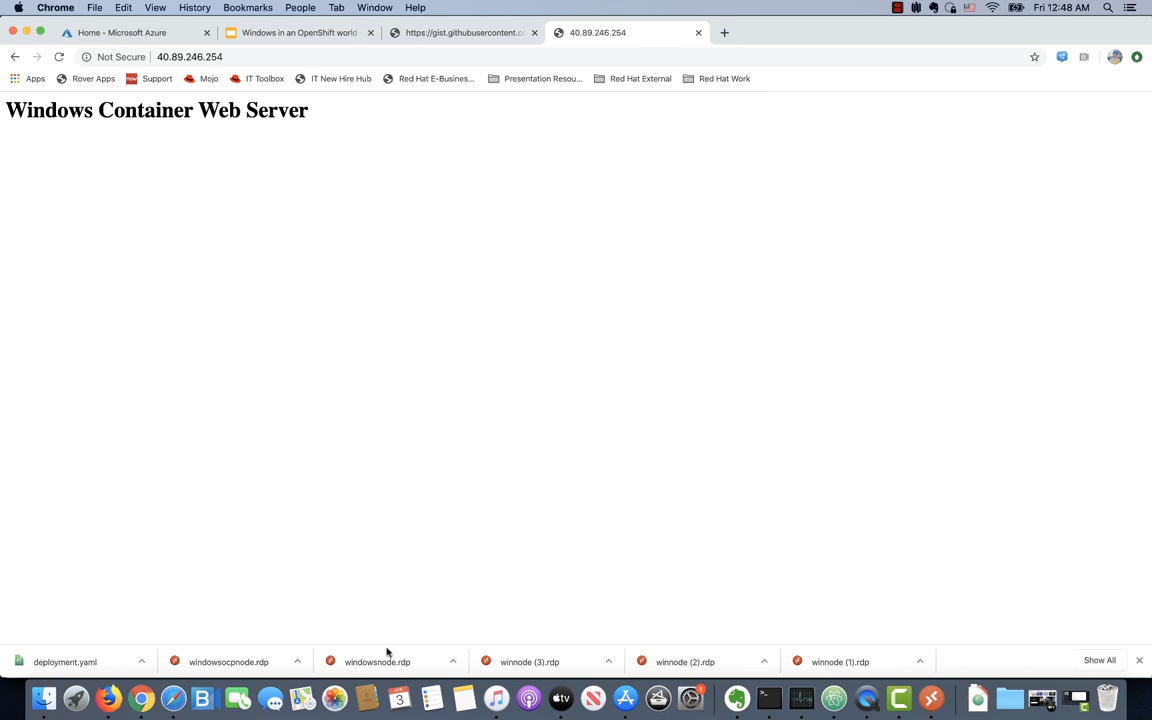 Chrome File Edit View History Bookmarks People Tab Window Help Fri 12:48 AM
Home - Microsoft Azure Windows in an OpenShift world https://gist.githubusercontent.c 40.89.246.254
Not Secure 40.89.246.254
Apps Rover Apps Support Mojo IT Toolbox IT New Hire Hub Red Hat E-Busines... Presentation Resou... Red Hat External Red Hat Work
Windows Container Web Server
deployment.yaml windowsocpnode.rdp windowsnode.rdp winnode (3).rdp winnode (2).rdp winnode (1).rdp Show All